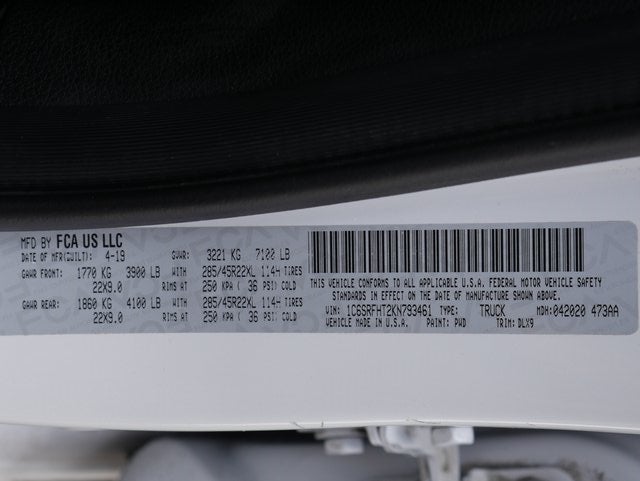 MFD BY FCA US LLC
DATE OF MFR(BUILT): 4-19 GVWR: 3221 KG 7100 LB
GAWR FRONT: 1770 KG 3900 LB WITH 285/45R22XL 114H TIRES
22X9.0 RIMS AT 250 KPA ( 36 PSI) COLD
GAWR REAR: 1860 KG 4100 LB WITH 285/45R22XL 114H TIRES
22X9.0 RIMS AT 250 KPA ( 36 PSI) COLD
THIS VEHICLE CONFORMS TO ALL APPLICABLE U.S.A. FEDERAL MOTOR VEHICLE SAFETY
STANDARDS IN EFFECT ON THE DATE OF MANUFACTURE SHOWN ABOVE.
VIN: 1C6SRFHT2KN793461 TYPE: TRUCK MDH: 042020 473AA
VEHICLE MADE IN U.S.A. PAINT: PWD TRIM: DLX9